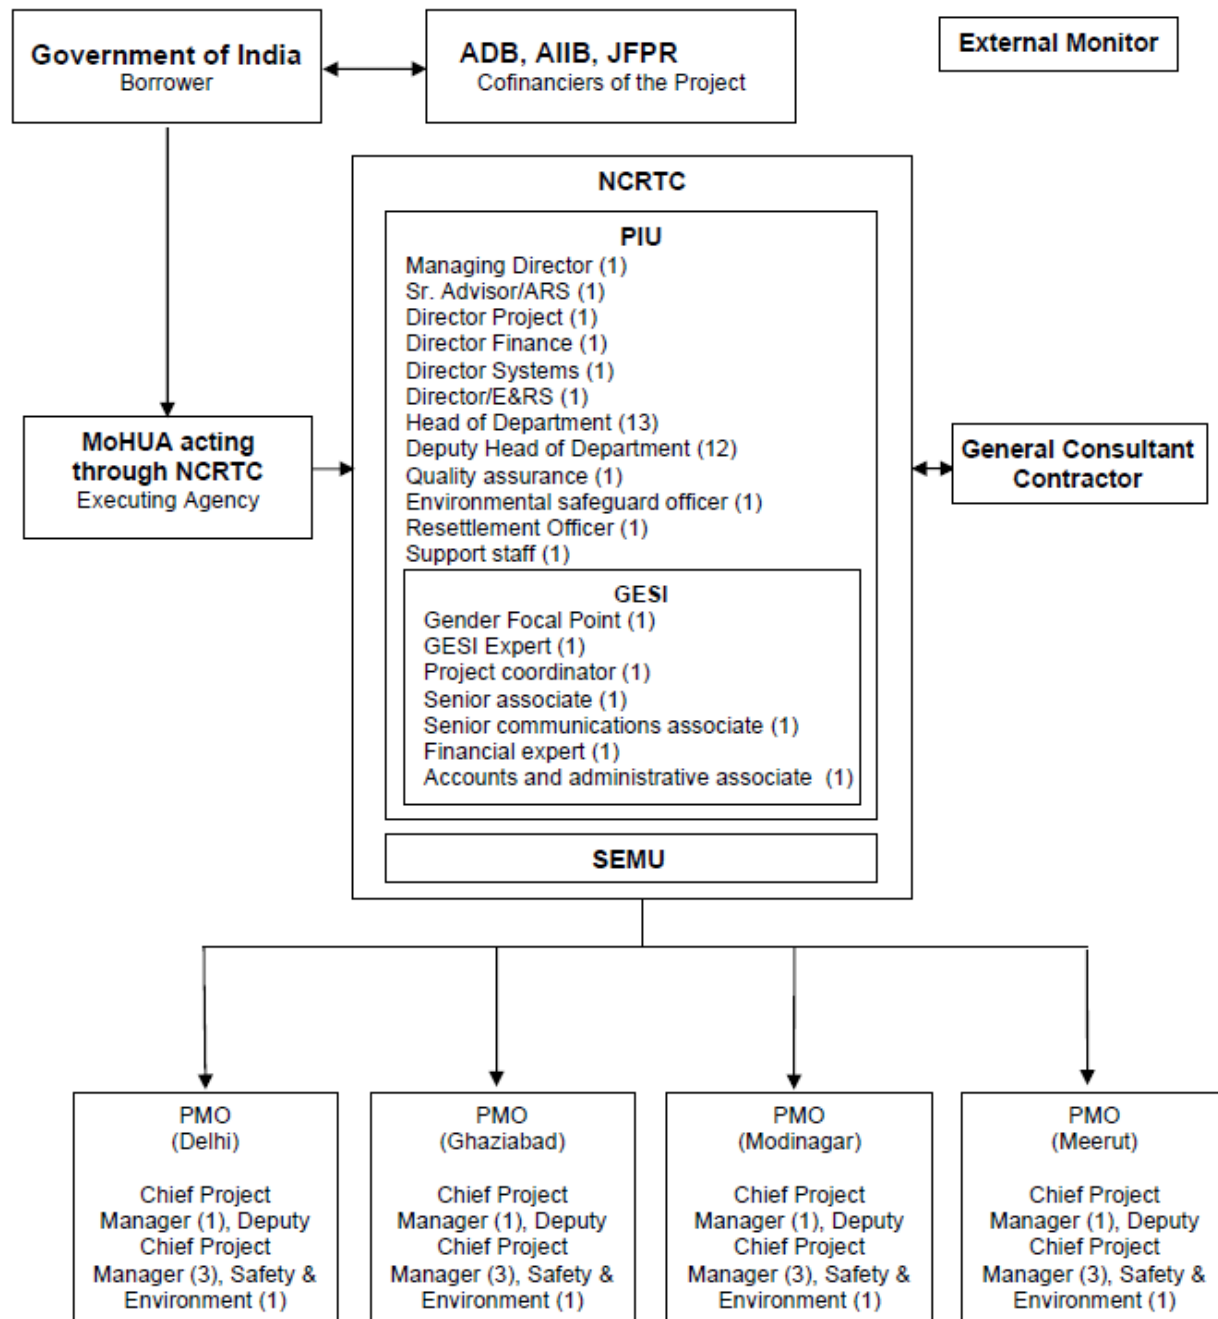 Government of India
Borrower
ADB, AIIB, JFPR
Cofinanciers of the Project
External Monitor
NCRTC
PIU
Managing Director (1)
Sr. Advisor/ARS (1)
Director Project (1)
Director Finance (1)
Director Systems (1)
Director/E&RS (1)
Head of Department (13)
Deputy Head of Department (12)
Quality assurance (1)
Environmental safeguard officer (1)
Resettlement Officer (1)
Support staff (1)
GESI
Gender Focal Point (1)
GESI Expert (1)
Project coordinator (1)
Senior associate (1)
Senior communications associate (1)
Financial expert (1)
Accounts and administrative associate (1)
SEMU
MoHUA acting
through NCRTC
Executing Agency
General Consultant
Contractor
PMO
(Delhi)
Chief Project
Manager (1), Deputy
Chief Project
Manager (3), Safety &
Environment (1)
PMO
(Ghaziabad)
Chief Project
Manager (1), Deputy
Chief Project
Manager (3), Safety &
Environment (1)
PMO
(Modinagar)
Chief Project
Manager (1), Deputy
Chief Project
Manager (3), Safety &
Environment (1)
PMO
(Meerut)
Chief Project
Manager (1), Deputy
Chief Project
Manager (3), Safety &
Environment (1)